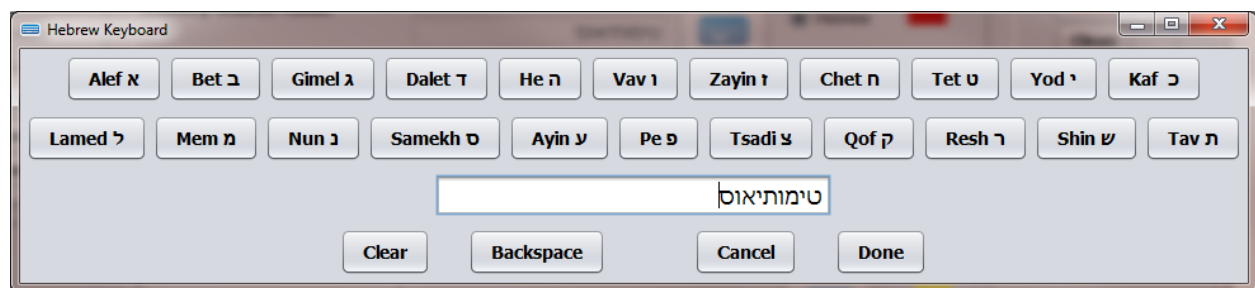 Hebrew Keyboard
Alef א Bet ב Gimel ג Dalet ד He ה Vav ו Zayin ז Chet ח Tet ט Yod י Kaf כ
Lamed ל Mem מ Nun נ Samekh ס Ayin ע Pe פ Tsadi צ Qof ק Resh ר Shin ש Tav ת
טימותיאוס
Clear Backspace Cancel Done